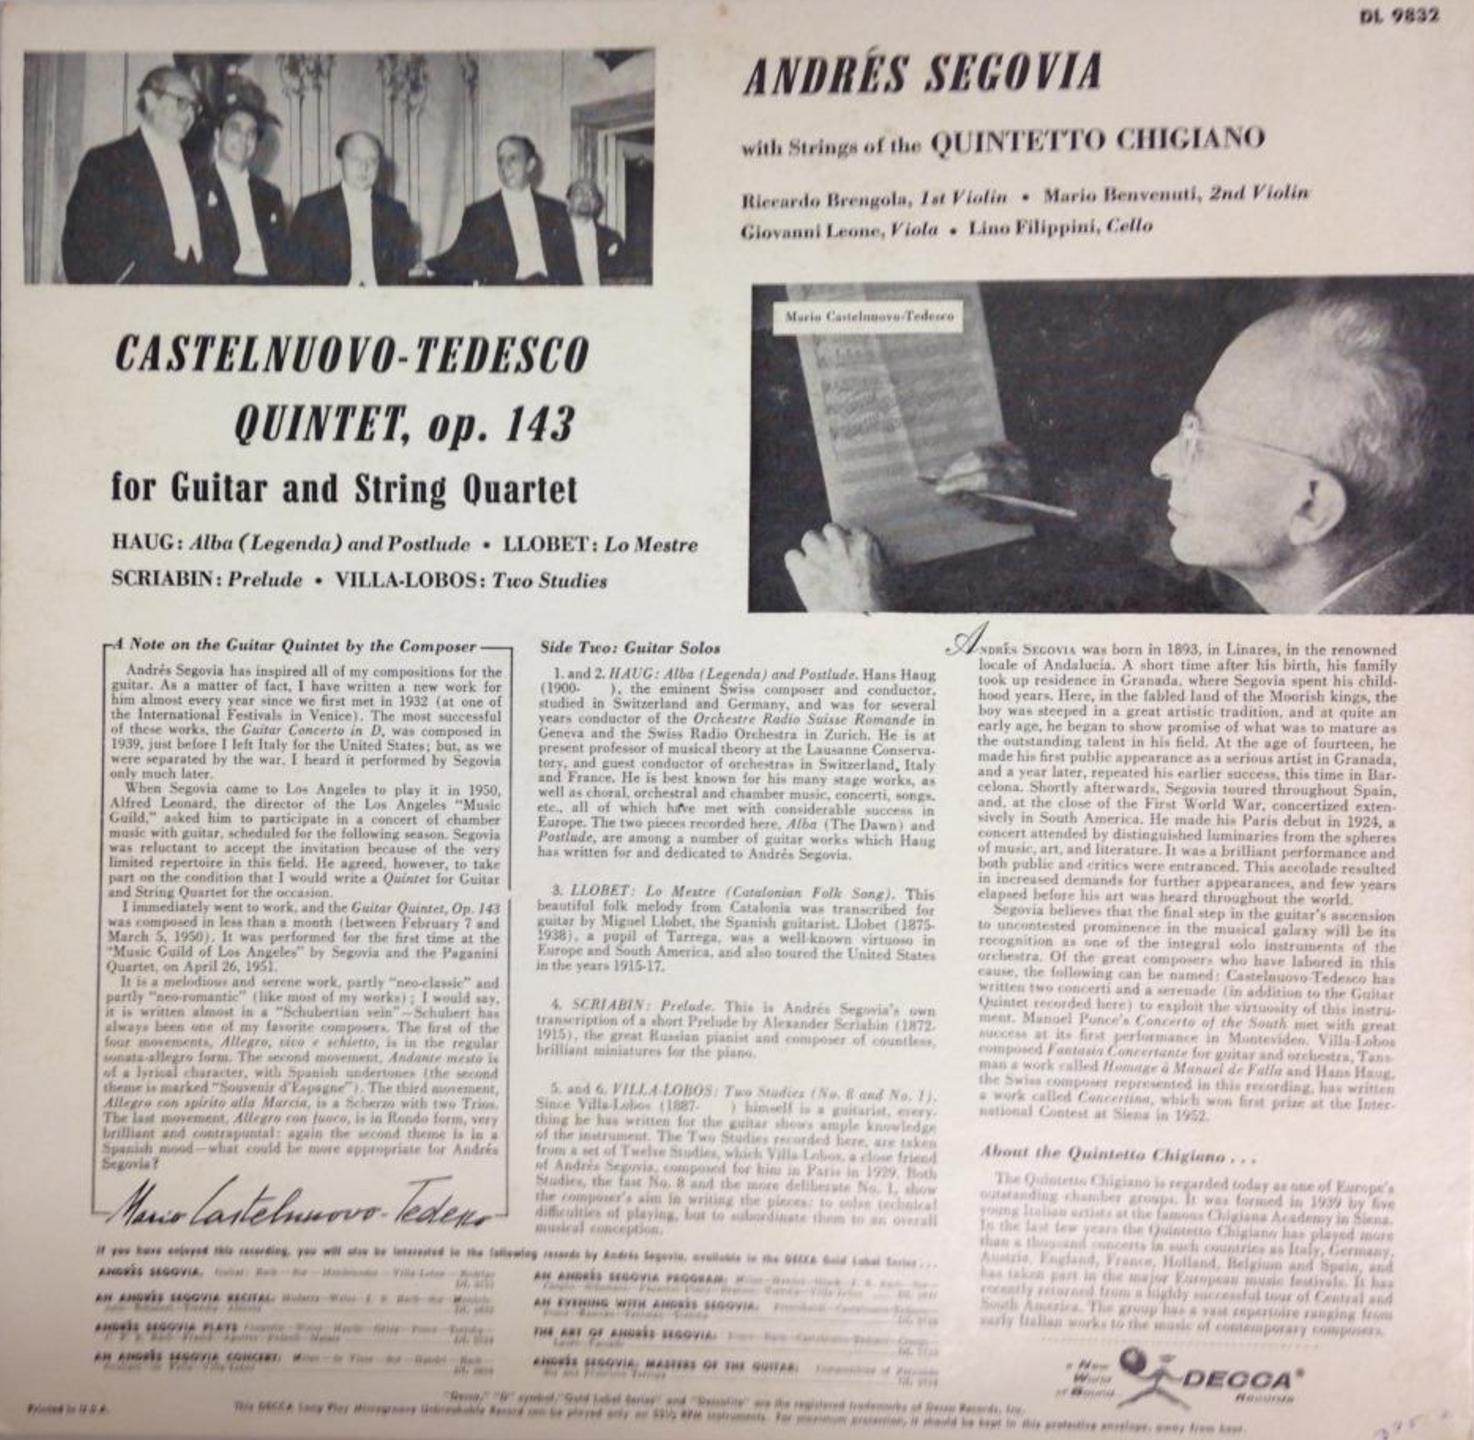 DL 9832
ANDRÉS SEGOVIA
with Strings of the QUINTETTO CHIGIANO
Riccardo Brengola, 1st Violin • Mario Benvenuti, 2nd Violin
Giovanni Leone, Viola • Lino Filippini, Cello
Mario Castelnuovo-Tedesco
CASTELNUOVO-TEDESCO
QUINTET, op. 143
for Guitar and String Quartet
HAUG: Alba (Legenda) and Postlude • LLOBET: Lo Mestre
SCRIABIN: Prelude • VILLA-LOBOS: Two Studies
A Note on the Guitar Quintet by the Composer
Andrés Segovia has inspired all of my compositions for the
guitar. As a matter of fact, I have written a new work for
him almost every year since we first met in 1932 (at one of
the International Festivals in Venice). The most successful
of these works, the Guitar Concerto in D, was composed in
1939, just before I left Italy for the United States; but, as we
were separated by the war, I heard it performed by Segovia
only much later.
When Segovia came to Los Angeles to play it in 1950,
Alfred Leonard, the director of the Los Angeles "Music
Guild," asked him to participate in a concert of chamber
music with guitar, scheduled for the following season. Segovia
was reluctant to accept the invitation because of the very
limited repertoire in this field. He agreed, however, to take
part on the condition that I would write a Quintet for Guitar
and String Quartet for the occasion.
I immediately went to work, and the Guitar Quintet, Op. 143
was composed in less than a month (between February 7 and
March 5, 1950). It was performed for the first time at the
"Music Guild of Los Angeles" by Segovia and the Paganini
Quartet, on April 26, 1951.
It is a melodious and serene work, partly "neo-classic" and
partly "neo-romantic" (like most of my works); I would say,
it is written almost in a "Schubertian vein"—Schubert has
always been one of my favorite composers. The first of the
four movements, Allegro, vivo e schietto, is in the regular
sonata-allegro form. The second movement, Andante mesto is
of a lyrical character, with Spanish undertones (the second
theme is marked "Souvenir d'Espagne"). The third movement,
Allegro con spirito alla Marcia, is a Scherzo with two Trios.
The last movement, Allegro con fuoco, is in Rondo form, very
brilliant and contrapuntal: again the second theme is in a
Spanish mood—what could be more appropriate for Andrés
Segovia?
Mario Castelnuovo-Tedesco
Side Two: Guitar Solos
1. and 2. HAUG: Alba (Legenda) and Postlude. Hans Haug
(1900- ), the eminent Swiss composer and conductor,
studied in Switzerland and Germany, and was for several
years conductor of the Orchestre Radio Suisse Romande in
Geneva and the Swiss Radio Orchestra in Zurich. He is at
present professor of musical theory at the Lausanne Conserva-
tory, and guest conductor of orchestras in Switzerland, Italy
and France. He is best known for his many stage works, as
well as choral, orchestral and chamber music, concerti, songs,
etc., all of which have met with considerable success in
Europe. The two pieces recorded here, Alba (The Dawn) and
Postlude, are among a number of guitar works which Haug
has written for and dedicated to Andrés Segovia.
3. LLOBET: Lo Mestre (Catalonian Folk Song). This
beautiful folk melody from Catalonia was transcribed for
guitar by Miguel Llobet, the Spanish guitarist. Llobet (1875-
1938), a pupil of Tarrega, was a well-known virtuoso in
Europe and South America, and also toured the United States
in the years 1915-17.
4. SCRIABIN: Prelude. This is Andrés Segovia's own
transcription of a short Prelude by Alexander Scriabin (1872-
1915), the great Russian pianist and composer of countless,
brilliant miniatures for the piano.
5. and 6. VILLA-LOBOS: Two Studies (No. 8 and No. 1).
Since Villa-Lobos (1887- ) himself is a guitarist, every-
thing he has written for the guitar shows ample knowledge
of the instrument. The Two Studies recorded here, are taken
from a set of Twelve Studies, which Villa-Lobos, a close friend
of Andrés Segovia, composed for him in Paris in 1929. Both
Studies, the fast No. 8 and the more deliberate No. 1, show
the composer's aim in writing the pieces: to solve technical
difficulties of playing, but to subordinate them to an overall
musical conception.
ANDRÉS SEGOVIA was born in 1893, in Linares, in the renowned
locale of Andalucia. A short time after his birth, his family
took up residence in Granada, where Segovia spent his child-
hood years. Here, in the fabled land of the Moorish kings, the
boy was steeped in a great artistic tradition, and at quite an
early age, he began to show promise of what was to mature as
the outstanding talent in his field. At the age of fourteen, he
made his first public appearance as a serious artist in Granada,
and a year later, repeated his earlier success, this time in Bar-
celona. Shortly afterwards, Segovia toured throughout Spain,
and, at the close of the First World War, concertized exten-
sively in South America. He made his Paris debut in 1924, a
concert attended by distinguished luminaries from the spheres
of music, art, and literature. It was a brilliant performance and
both public and critics were entranced. This accolade resulted
in increased demands for further appearances, and few years
elapsed before his art was heard throughout the world.
Segovia believes that the final step in the guitar's ascension
to uncontested prominence in the musical galaxy will be its
recognition as one of the integral solo instruments of the
orchestra. Of the great composers who have labored in this
cause, the following can be named: Castelnuovo-Tedesco has
written two concerti and a serenade (in addition to the Guitar
Quintet recorded here) to exploit the virtuosity of this instru-
ment. Manuel Ponce's Concerto of the South met with great
success at its first performance in Montevideo. Villa-Lobos
composed Fantasia Concertante for guitar and orchestra, Tans-
man a work called Homage à Manuel de Falla and Hans Haug,
the Swiss composer represented in this recording, has written
a work called Concertino, which won first prize at the Inter-
national Contest at Siena in 1952.
About the Quintetto Chigiano . . .
The Quintetto Chigiano is regarded today as one of Europe's
outstanding chamber groups. It was formed in 1939 by five
young Italian artists at the famous Chigiana Academy in Siena.
In the last few years the Quintetto Chigiano has played more
than a thousand concerts in such countries as Italy, Germany,
Austria, England, France, Holland, Belgium and Spain, and
has taken part in the major European music festivals. It has
recently returned from a highly successful tour of Central and
South America. The group has a vast repertoire ranging from
early Italian works to the music of contemporary composers.
If you have enjoyed this recording, you will also be interested in the following records by Andrés Segovia, available in the DECCA Gold Label Series . . .
ANDRÉS SEGOVIA.
AN ANDRÉS SEGOVIA RECITAL:
ANDRÉS SEGOVIA PLAYS
AN ANDRÉS SEGOVIA CONCERT:
AN ANDRÉS SEGOVIA PROGRAM:
AN EVENING WITH ANDRÉS SEGOVIA.
THE ART OF ANDRÉS SEGOVIA:
ANDRÉS SEGOVIA, MASTERS OF THE GUITAR:
a New
World
of Sound
DECCA®
Records
"Decca," "D" symbol, "Gold Label Series" and are the registered trademarks of Decca Records, Inc.
Printed in U.S.A.
This DECCA Long Play Microgroove Unbreakable Record can be played only on 33⅓ RPM instruments. For maximum protection, it should be kept in this protective envelope, away from heat.